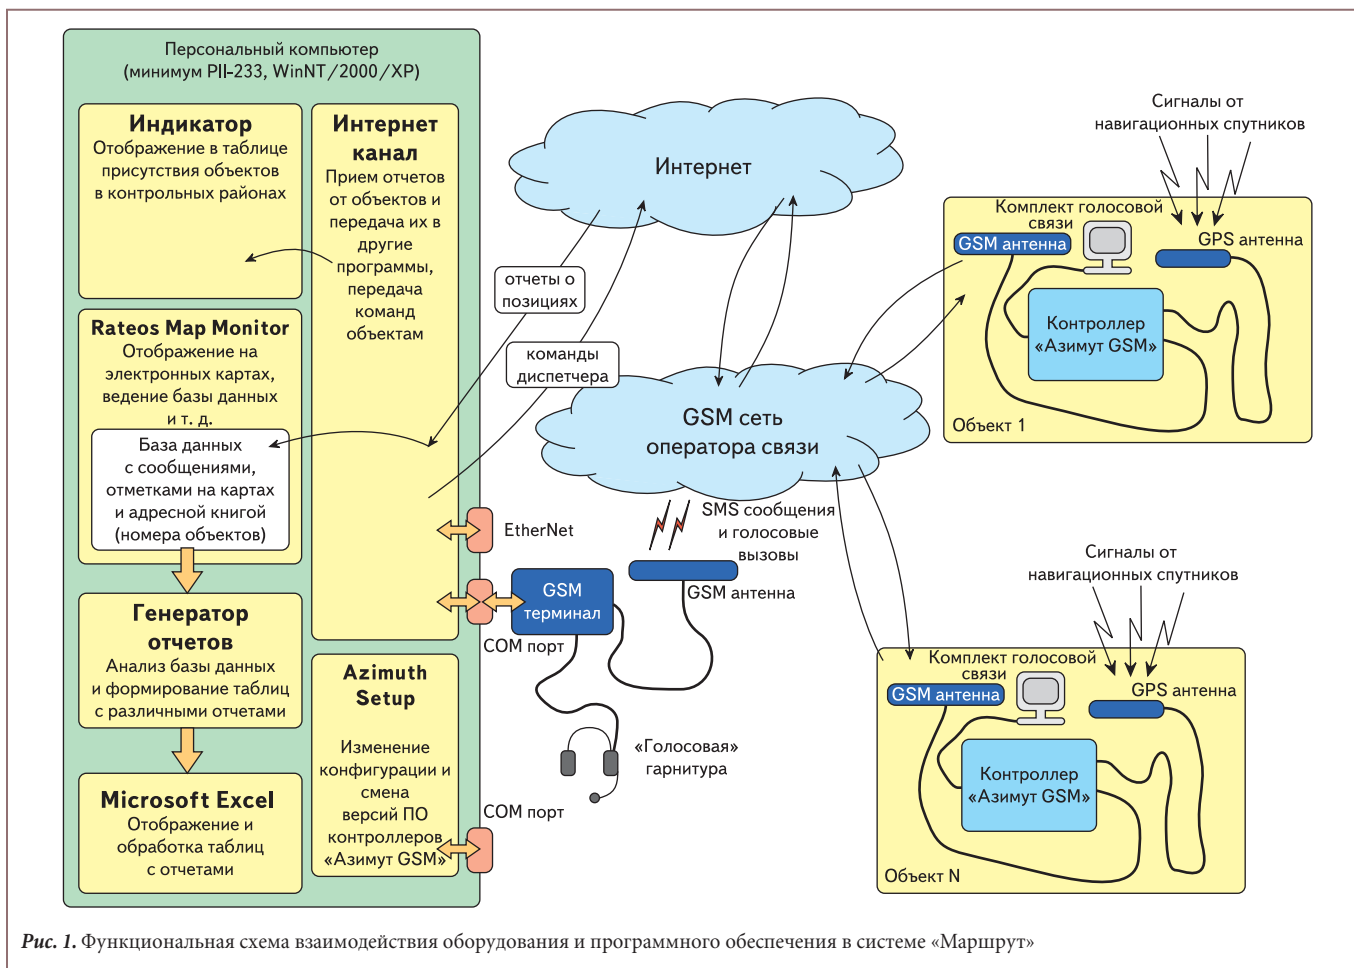 Персональный компьютер
(минимум PII-233, WinNT/2000/XP)
Индикатор
Отображение в таблице
присутствия объектов
в контрольных районах
Интернет
канал
Прием отчетов
от объектов и
передача их в
другие
программы,
передача
команд
объектам
Rateos Map Monitor
Отображение на
электронных картах,
ведение базы данных
и т. д.
База данных
с сообщениями,
отметками на картах
и адресной книгой
(номера объектов)
Генератор
отчетов
Анализ базы данных
и формирование таблиц
с различными отчетами
Microsoft Excel
Отображение и
обработка таблиц
с отчетами
Azimuth
Setup
Изменение
конфигурации и
смена
версий ПО
контроллеров
«Азимут GSM»
Интернет
отчеты о
позициях
команды
диспетчера
GSM сеть
оператора связи
EtherNet
SMS сообщения
и голосовые
вызовы
GSM
терминал
GSM антенна
COM порт
«Голосовая»
гарнитура
COM порт
Сигналы от
навигационных спутников
Комплект голосовой
связи
GSM антенна
GPS антенна
Контроллер
«Азимут GSM»
Объект 1
Сигналы от
навигационных спутников
Комплект голосовой
связи
GSM антенна
GPS антенна
Контроллер
«Азимут GSM»
Объект N
Рис. 1. Функциональная схема взаимодействия оборудования и программного обеспечения в системе «Маршрут»